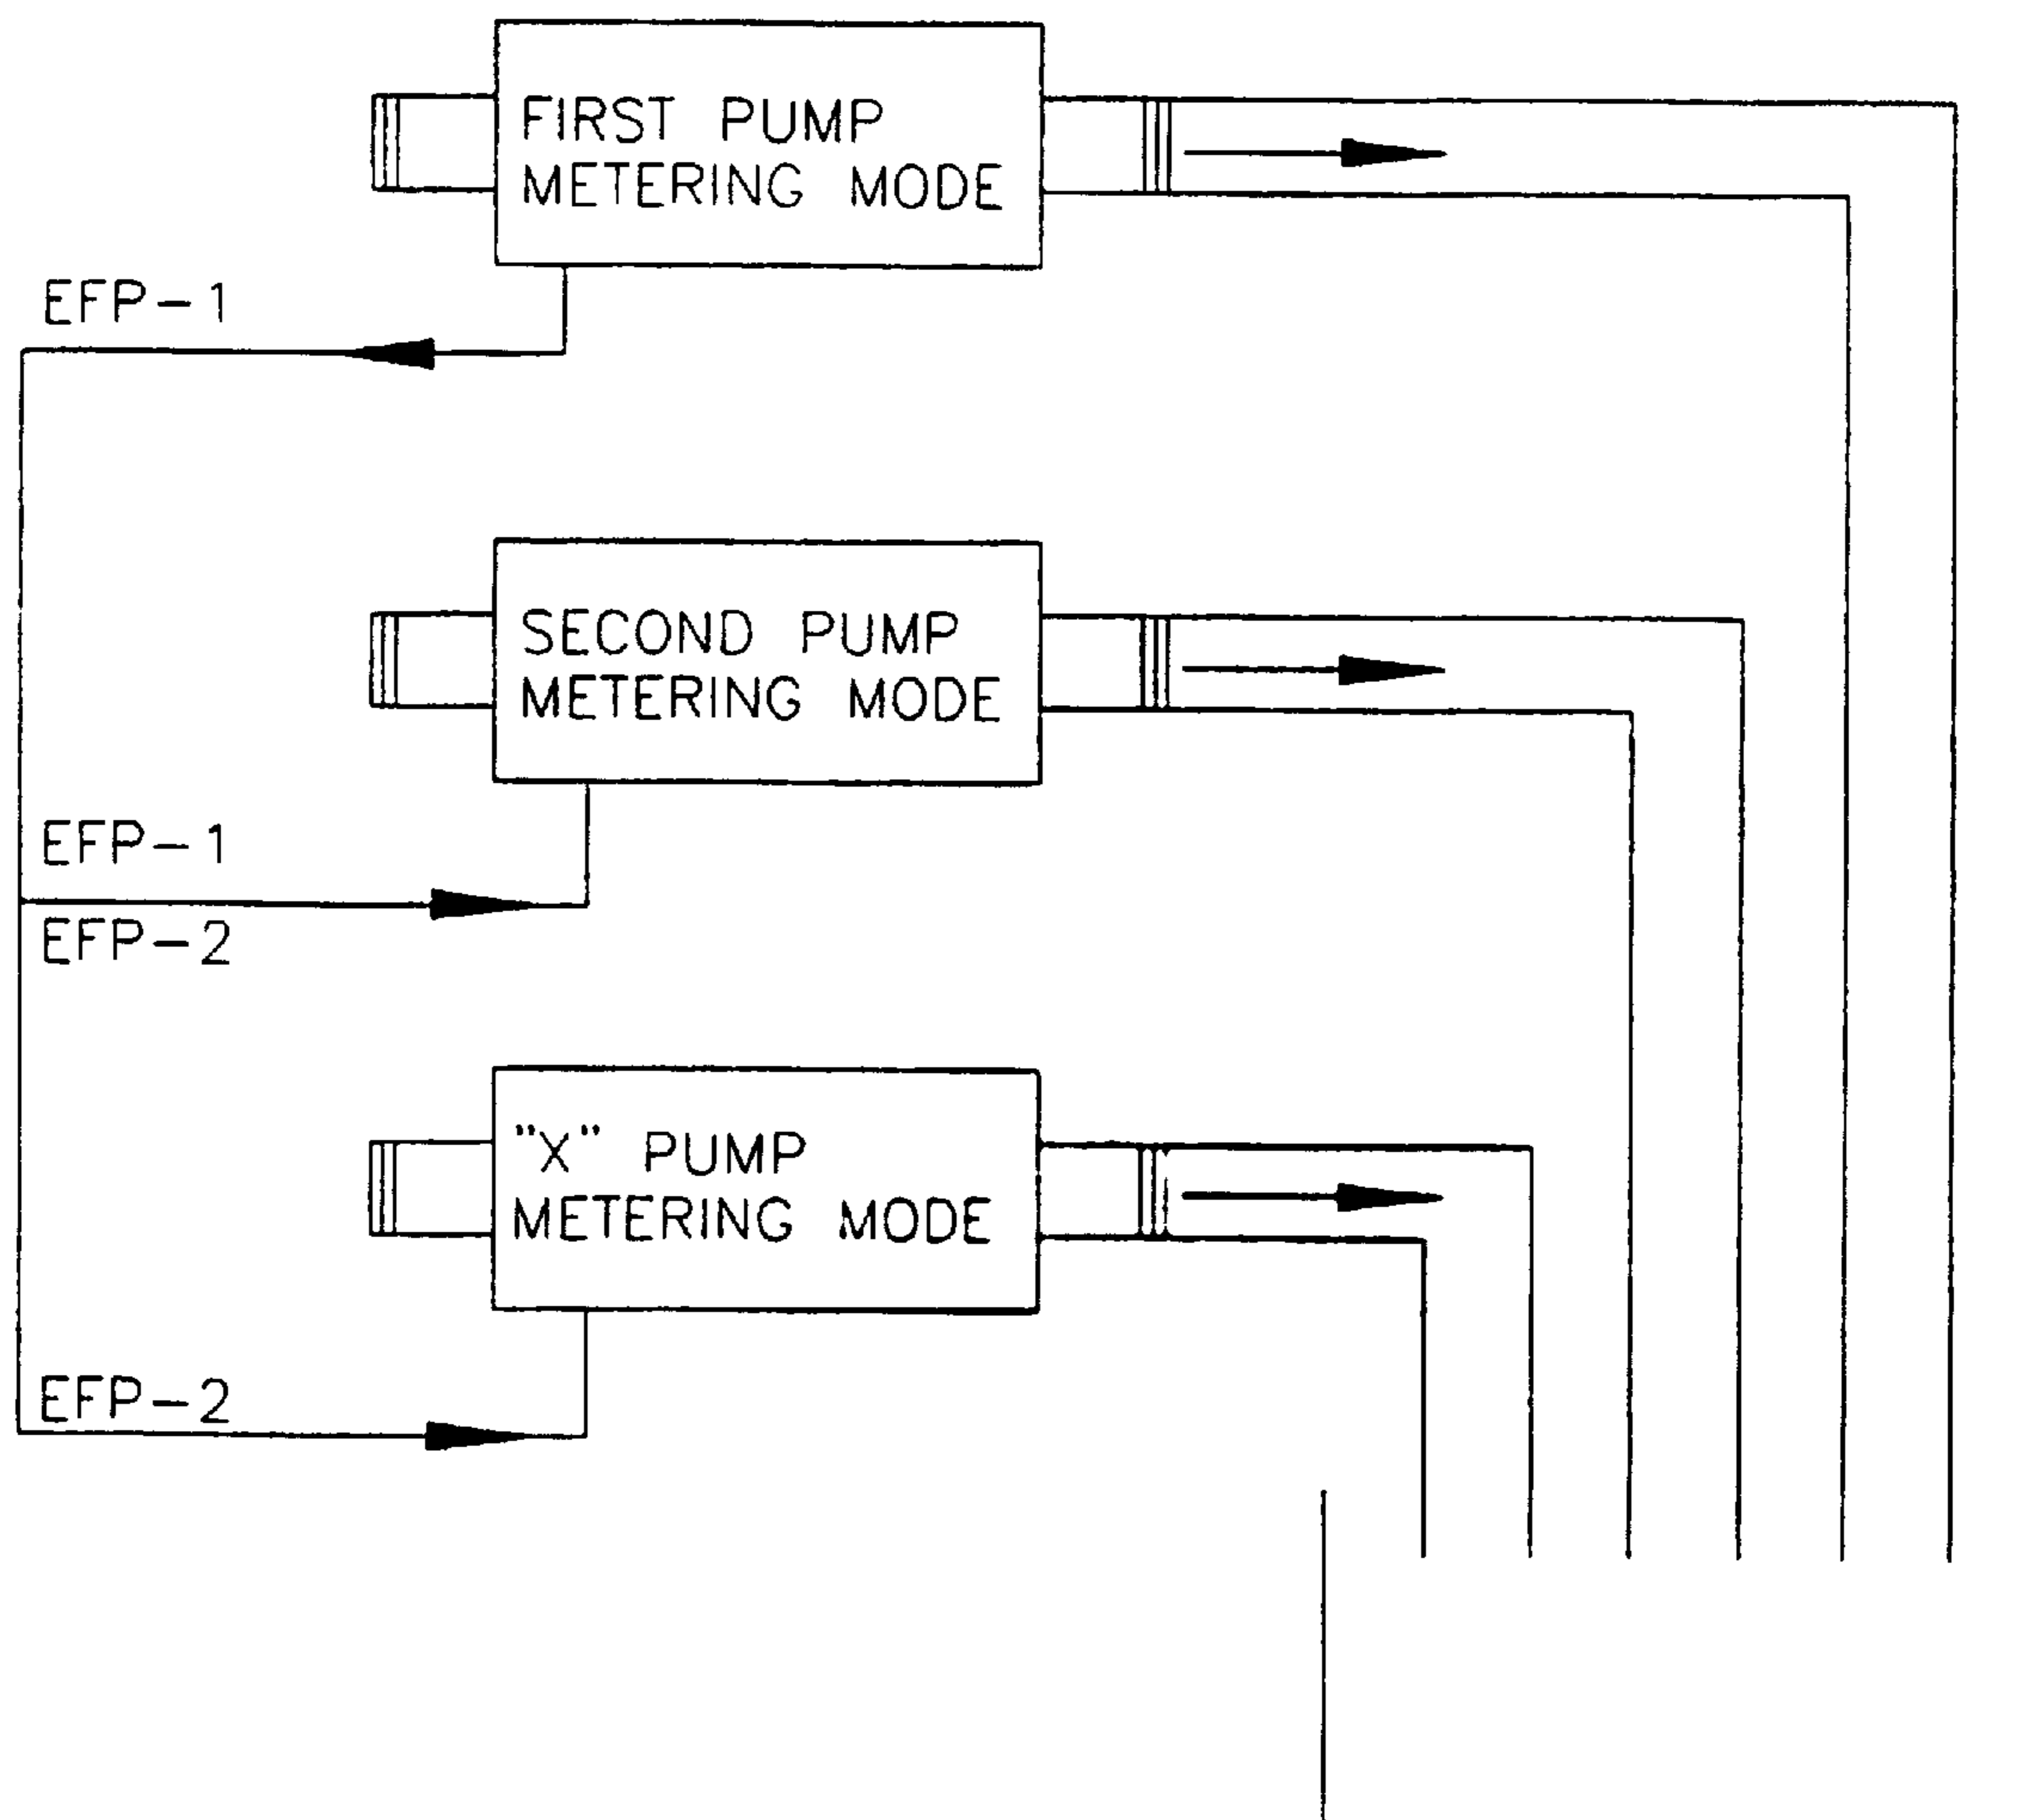 FIRST PUMP
METERING MODE
EFP-1
SECOND PUMP
METERING MODE
EFP-1
EFP-2
"X" PUMP
METERING MODE
EFP-2